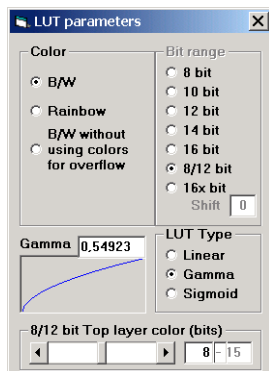 LUT parameters
Color
B/W
Rainbow
B/W without
using colors
for overflow
Bit range
8 bit
10 bit
12 bit
14 bit
16 bit
8/12 bit
16x bit
Shift 0
Gamma 0,54923
LUT Type
Linear
Gamma
Sigmoid
8/12 bit Top layer color (bits)
8 - 15